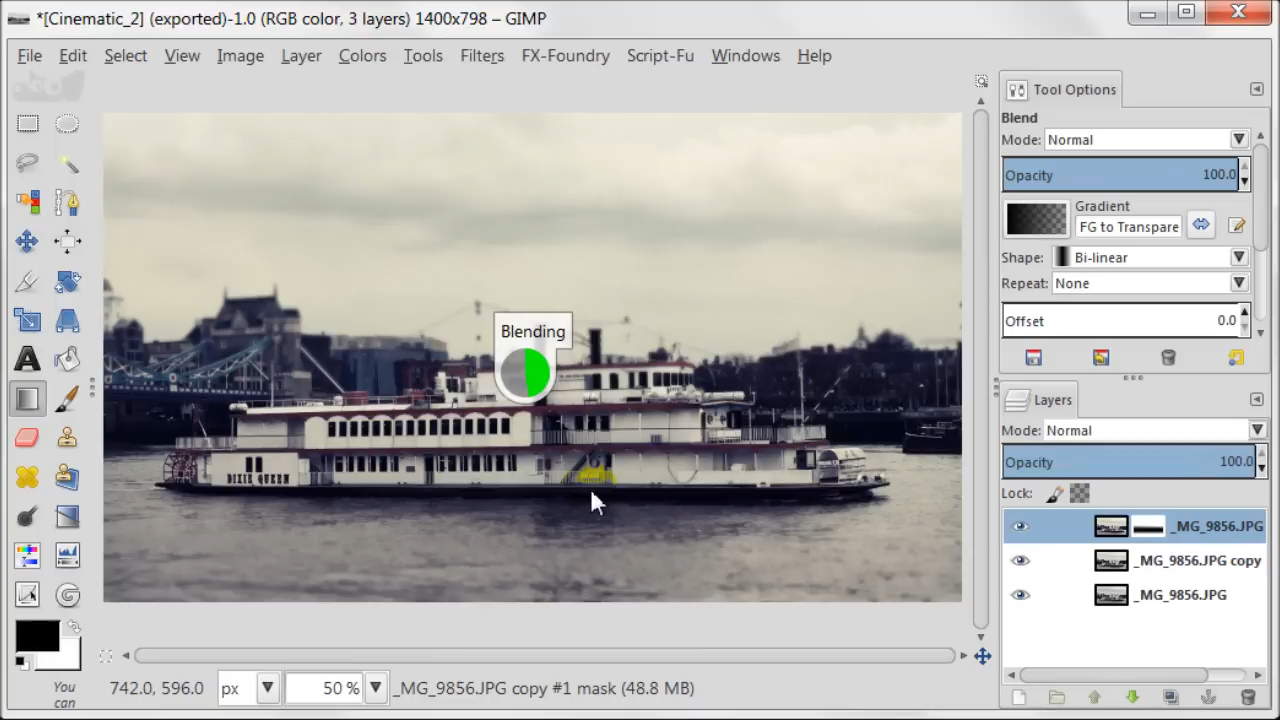 *[Cinematic_2] (exported)-1.0 (RGB color, 3 layers) 1400x798 – GIMP
File Edit Select View Image Layer Colors Tools Filters FX-Foundry Script-Fu Windows Help
Tool Options
Blend
Mode: Normal
Opacity 100.0
Gradient
FG to Transpare
Shape: Bi-linear
Repeat: None
Offset 0.0
Blending
DIXIE QUEEN
Layers
Mode: Normal
Opacity 100.0
Lock:
_MG_9856.JPG
_MG_9856.JPG copy
_MG_9856.JPG
You
can
742.0, 596.0 px 50 % _MG_9856.JPG copy #1 mask (48.8 MB)